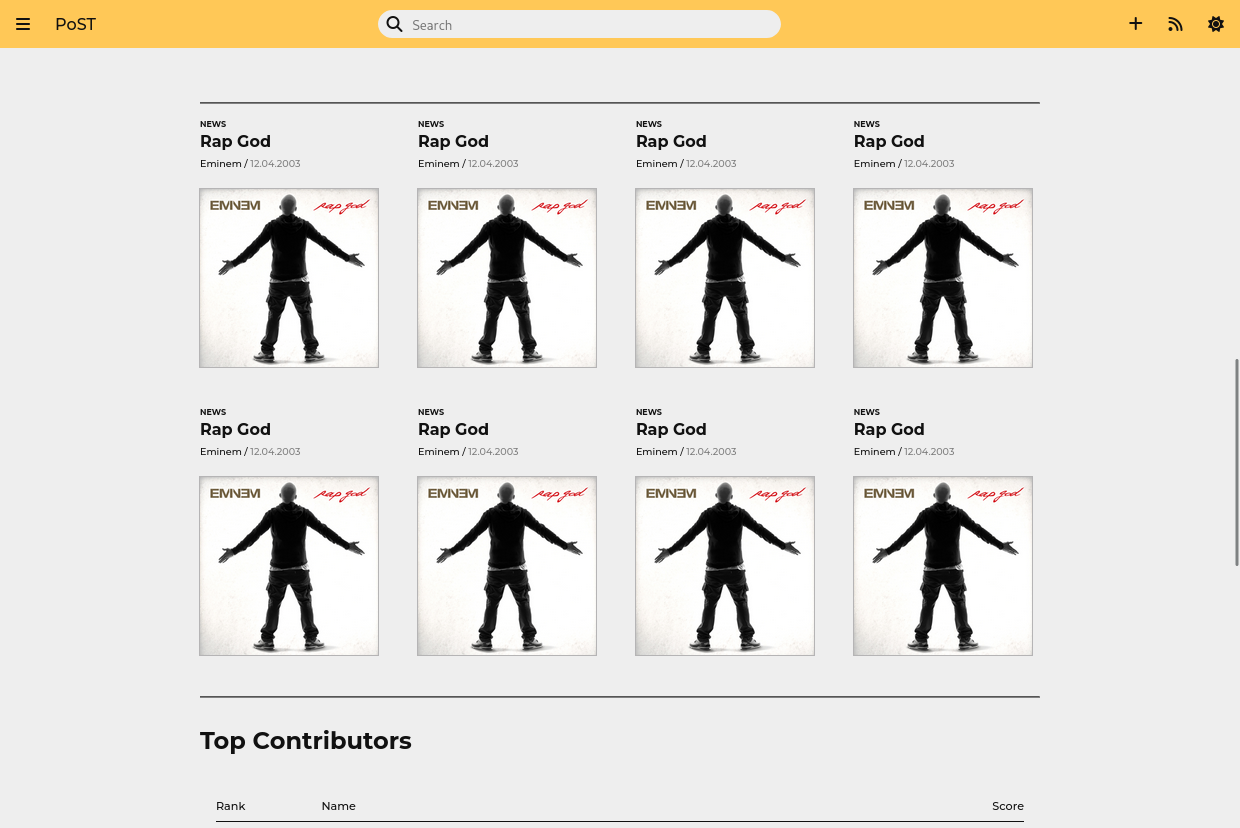 PoST
Search
NEWS NEWS NEWS NEWS
Rap God Rap God Rap God Rap God
Eminem / 12.04.2003 Eminem / 12.04.2003 Eminem / 12.04.2003 Eminem / 12.04.2003
EMINEM rap god EMINEM rap god EMINEM rap god EMINEM rap god
NEWS NEWS NEWS NEWS
Rap God Rap God Rap God Rap God
Eminem / 12.04.2003 Eminem / 12.04.2003 Eminem / 12.04.2003 Eminem / 12.04.2003
EMINEM rap god EMINEM rap god EMINEM rap god EMINEM rap god
Top Contributors
Rank Name Score